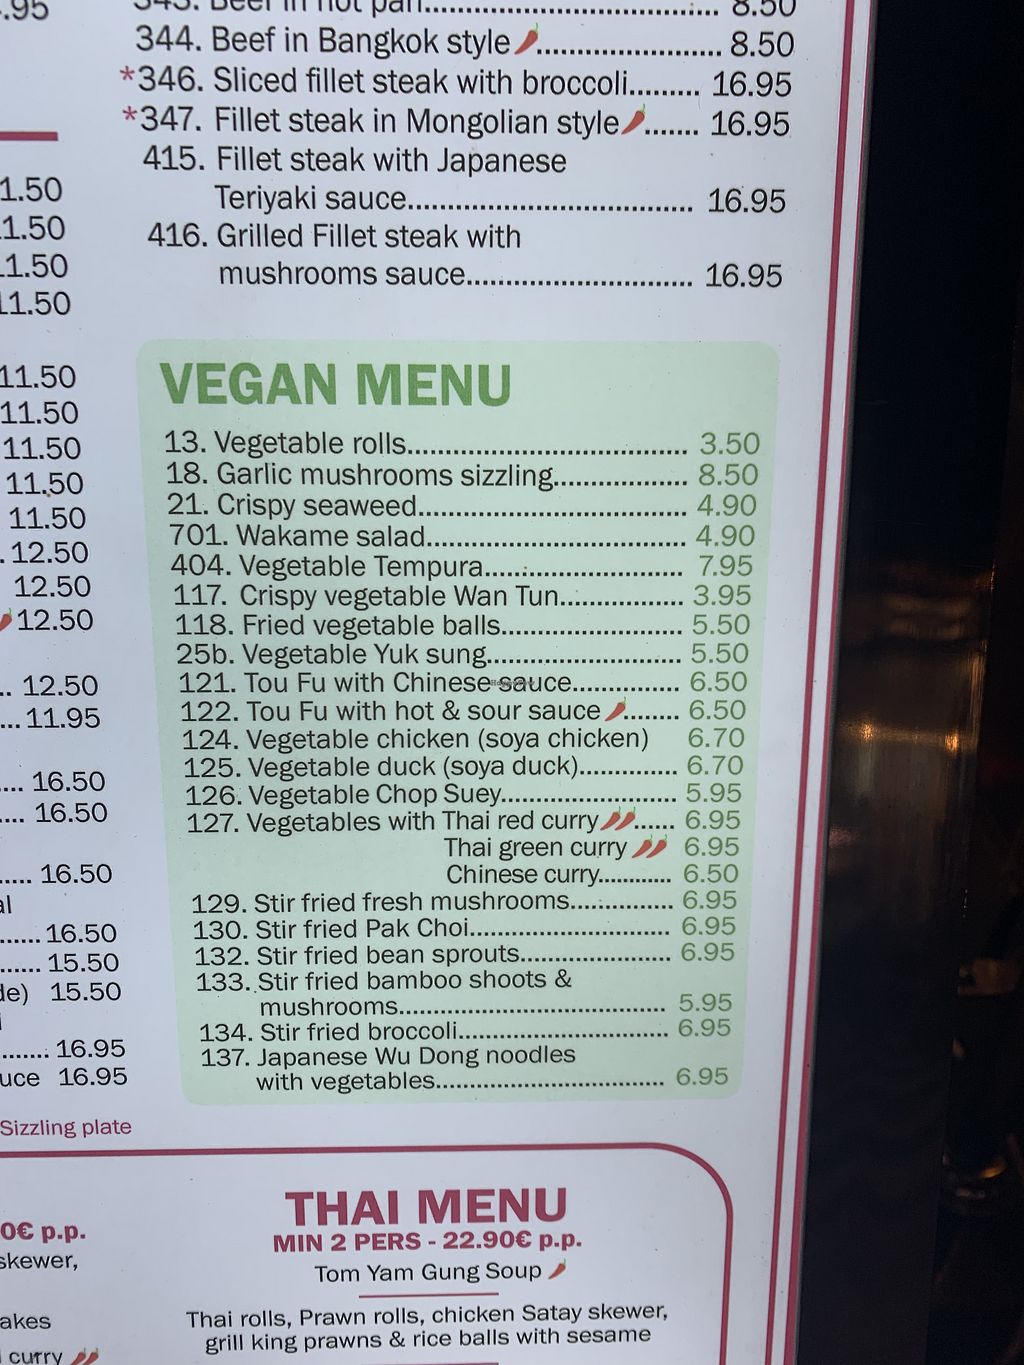 .95
343. Beef in hot pan 8.50
344. Beef in Bangkok style 8.50
*346. Sliced fillet steak with broccoli 16.95
*347. Fillet steak in Mongolian style 16.95
415. Fillet steak with Japanese
Teriyaki sauce 16.95
416. Grilled Fillet steak with
mushrooms sauce 16.95
1.50
1.50
11.50
11.50
11.50
11.50
11.50
11.50
11.50
12.50
12.50
12.50
12.50
11.95
16.50
16.50
16.50
16.50
15.50
15.50
16.95
16.95
Sizzling plate
VEGAN MENU
13. Vegetable rolls 3.50
18. Garlic mushrooms sizzling 8.50
21. Crispy seaweed 4.90
701. Wakame salad 4.90
404. Vegetable Tempura 7.95
117. Crispy vegetable Wan Tun 3.95
118. Fried vegetable balls 5.50
25b. Vegetable Yuk sung 5.50
121. Tou Fu with Chinese sauce 6.50
122. Tou Fu with hot & sour sauce 6.50
124. Vegetable chicken (soya chicken) 6.70
125. Vegetable duck (soya duck) 6.70
126. Vegetable Chop Suey 5.95
127. Vegetables with Thai red curry 6.95
Thai green curry 6.95
Chinese curry 6.50
129. Stir fried fresh mushrooms 6.95
130. Stir fried Pak Choi 6.95
132. Stir fried bean sprouts 6.95
133. Stir fried bamboo shoots &
mushrooms 5.95
134. Stir fried broccoli 6.95
137. Japanese Wu Dong noodles
with vegetables 6.95
0€ p.p.
skewer,
akes
curry
THAI MENU
MIN 2 PERS - 22.90€ p.p.
Tom Yam Gung Soup
Thai rolls, Prawn rolls, chicken Satay skewer,
grill king prawns & rice balls with sesame